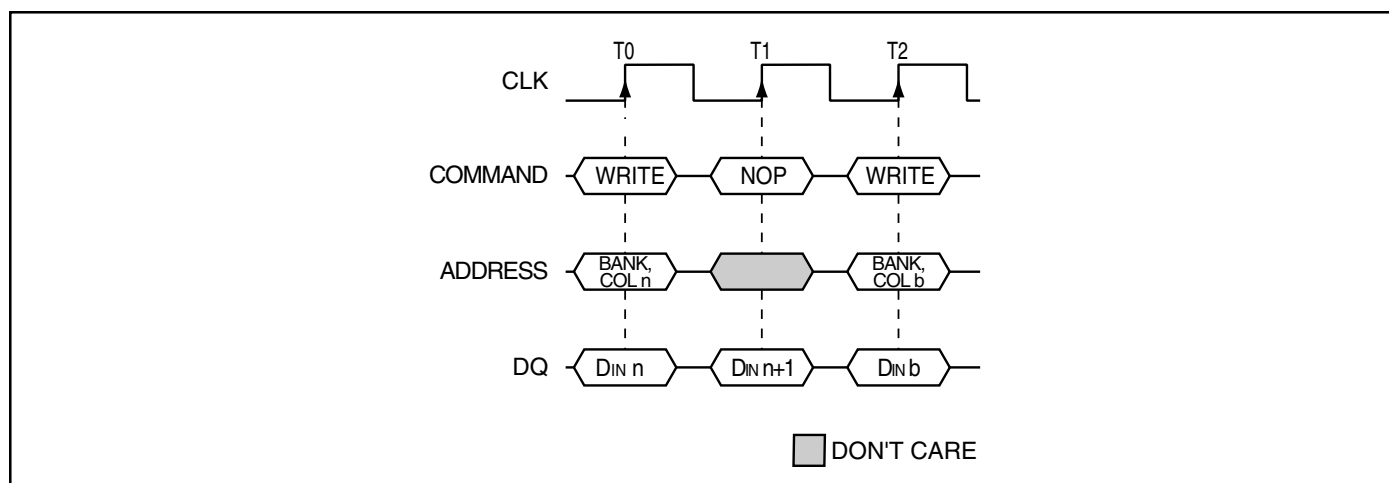 T0 T1 T2
CLK
COMMAND WRITE NOP WRITE
ADDRESS BANK, COL n BANK, COL b
DQ DIN n DIN n+1 DIN b
DON'T CARE